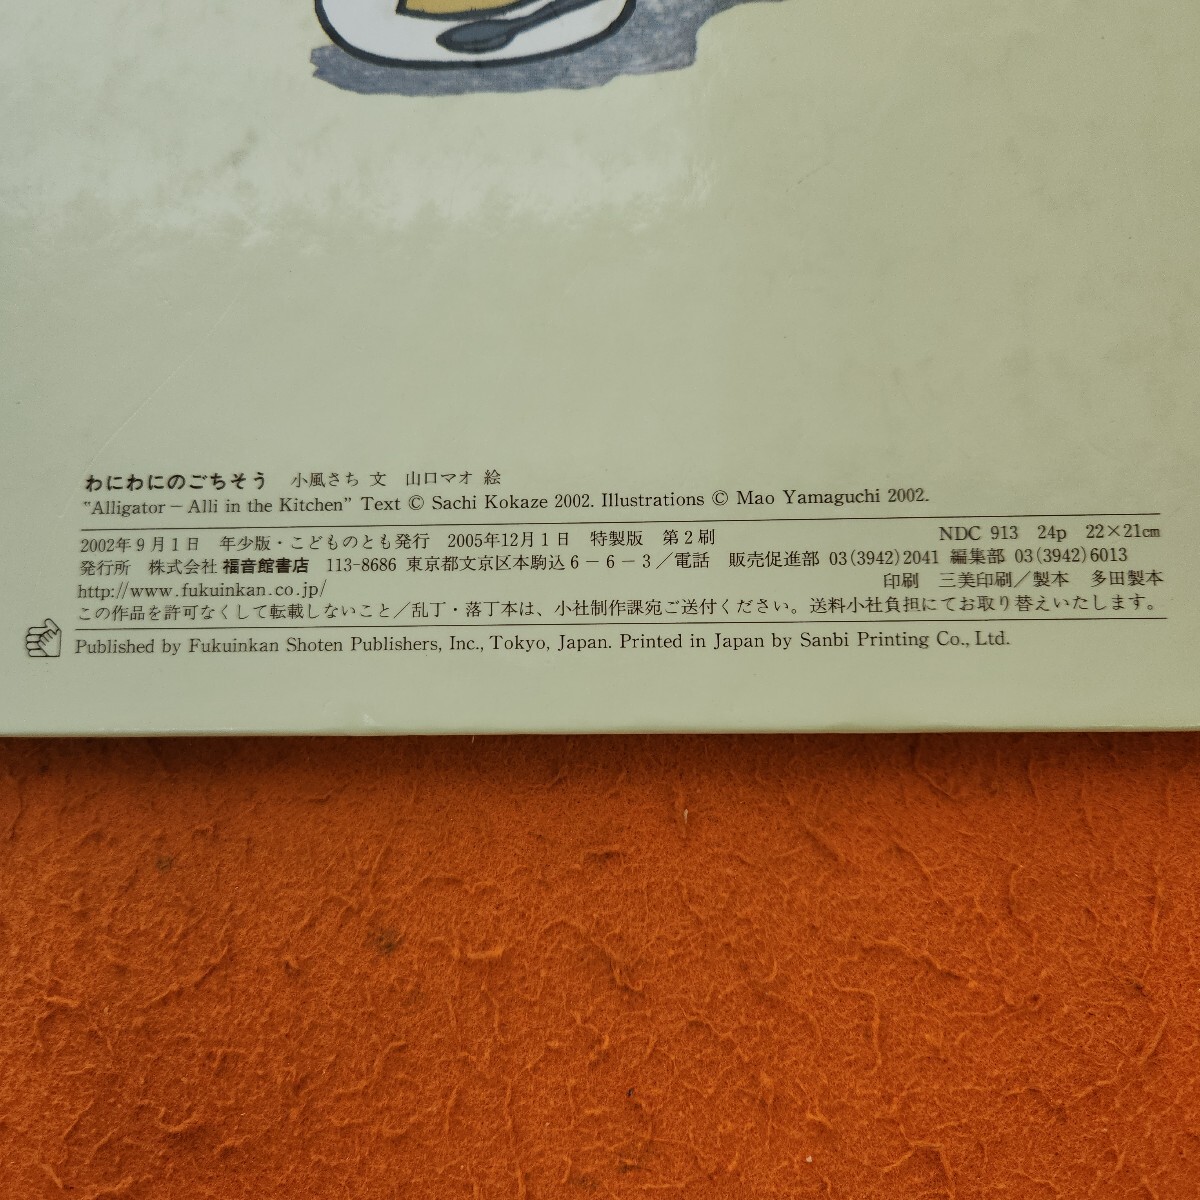 わにわにのごちそう 小風さち 文 山口マオ 絵
"Alligator – Alli in the Kitchen" Text © Sachi Kokaze 2002. Illustrations © Mao Yamaguchi 2002.
2002年9月1日 年少版・こどものとも発行 2005年12月1日 特製版 第2刷 NDC 913 24p 22×21㎝
発行所 株式会社 福音館書店 113-8686 東京都文京区本駒込6-6-3/電話 販売促進部 03(3942)2041 編集部 03(3942)6013
http://www.fukuinkan.co.jp/ 印刷 三美印刷/製本 多田製本
この作品を許可なくして転載しないこと/乱丁・落丁本は、小社制作課宛ご送付ください。送料小社負担にてお取り替えいたします。
Published by Fukuinkan Shoten Publishers, Inc., Tokyo, Japan. Printed in Japan by Sanbi Printing Co., Ltd.